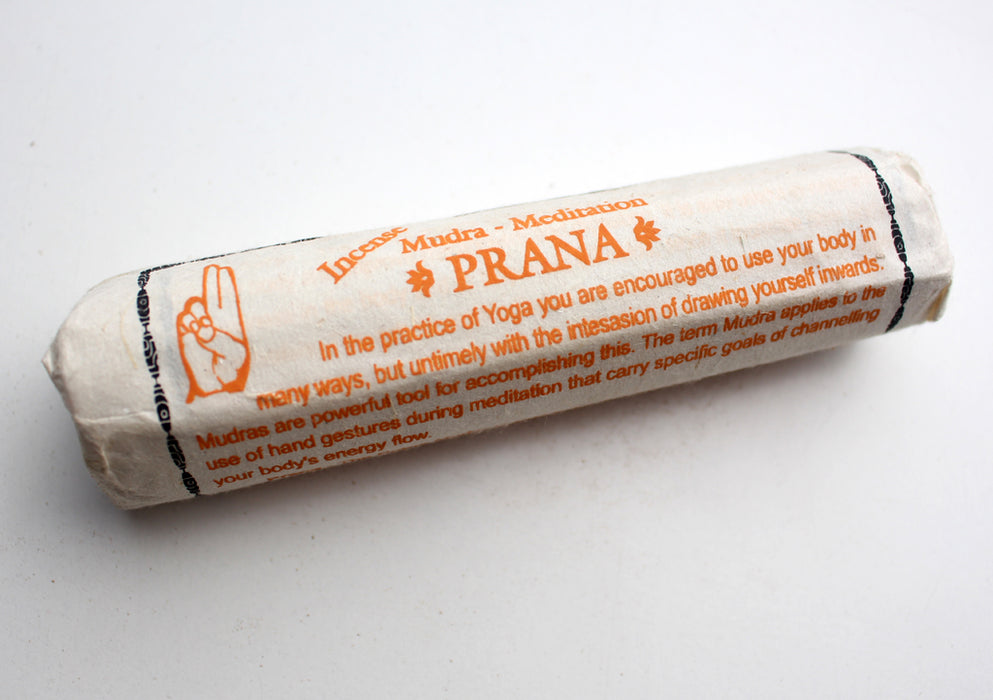 Incense
Mudra - Meditation
PRANA
In the practice of Yoga you are encouraged to use your body in
many ways, but untimely with the intesasion of drawing yourself inwards.
Mudras are powerful tool for accomplishing this. The term Mudra applies to the
use of hand gestures during meditation that carry specific goals of channelling
your body's energy flow.